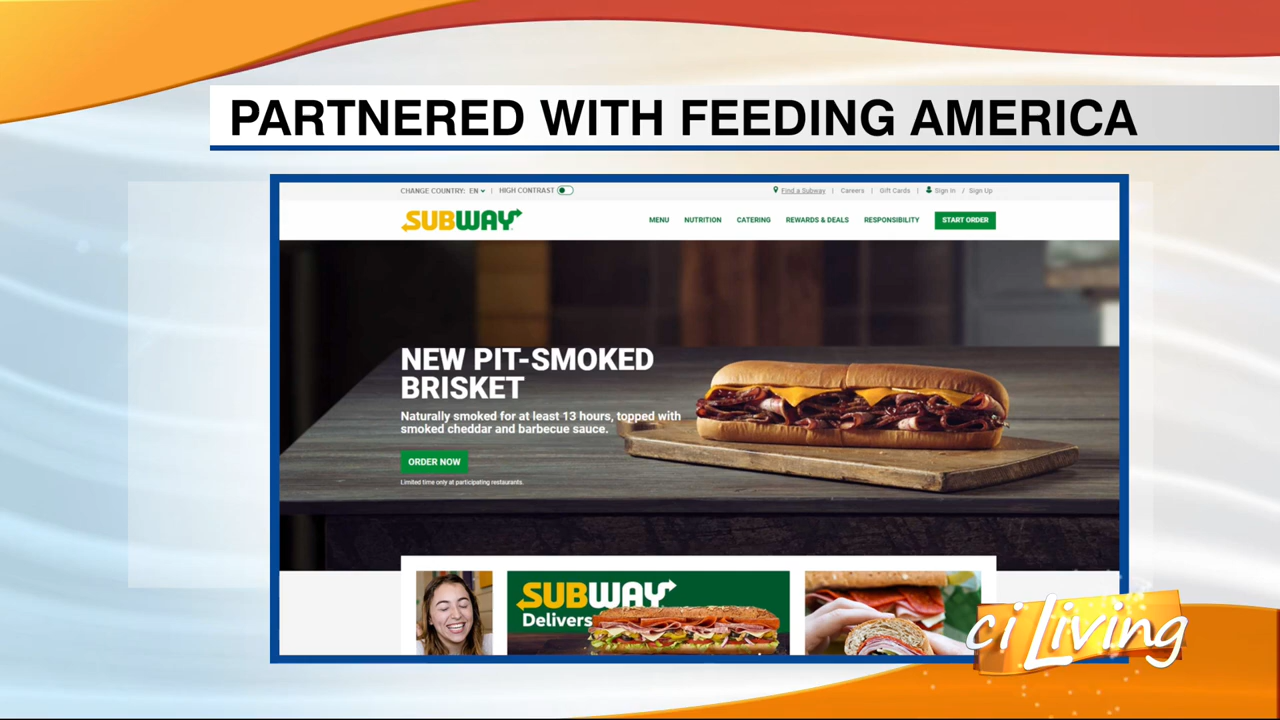 PARTNERED WITH FEEDING AMERICA
CHANGE COUNTRY: EN | HIGH CONTRAST
Find a Subway | Careers | Gift Cards | Sign In / Sign Up
SUBWAY
MENU NUTRITION CATERING REWARDS & DEALS RESPONSIBILITY START ORDER
NEW PIT-SMOKED
BRISKET
Naturally smoked for at least 13 hours, topped with
smoked cheddar and barbecue sauce.
ORDER NOW
Limited time only at participating restaurants.
SUBWAY
Delivers
ci Living